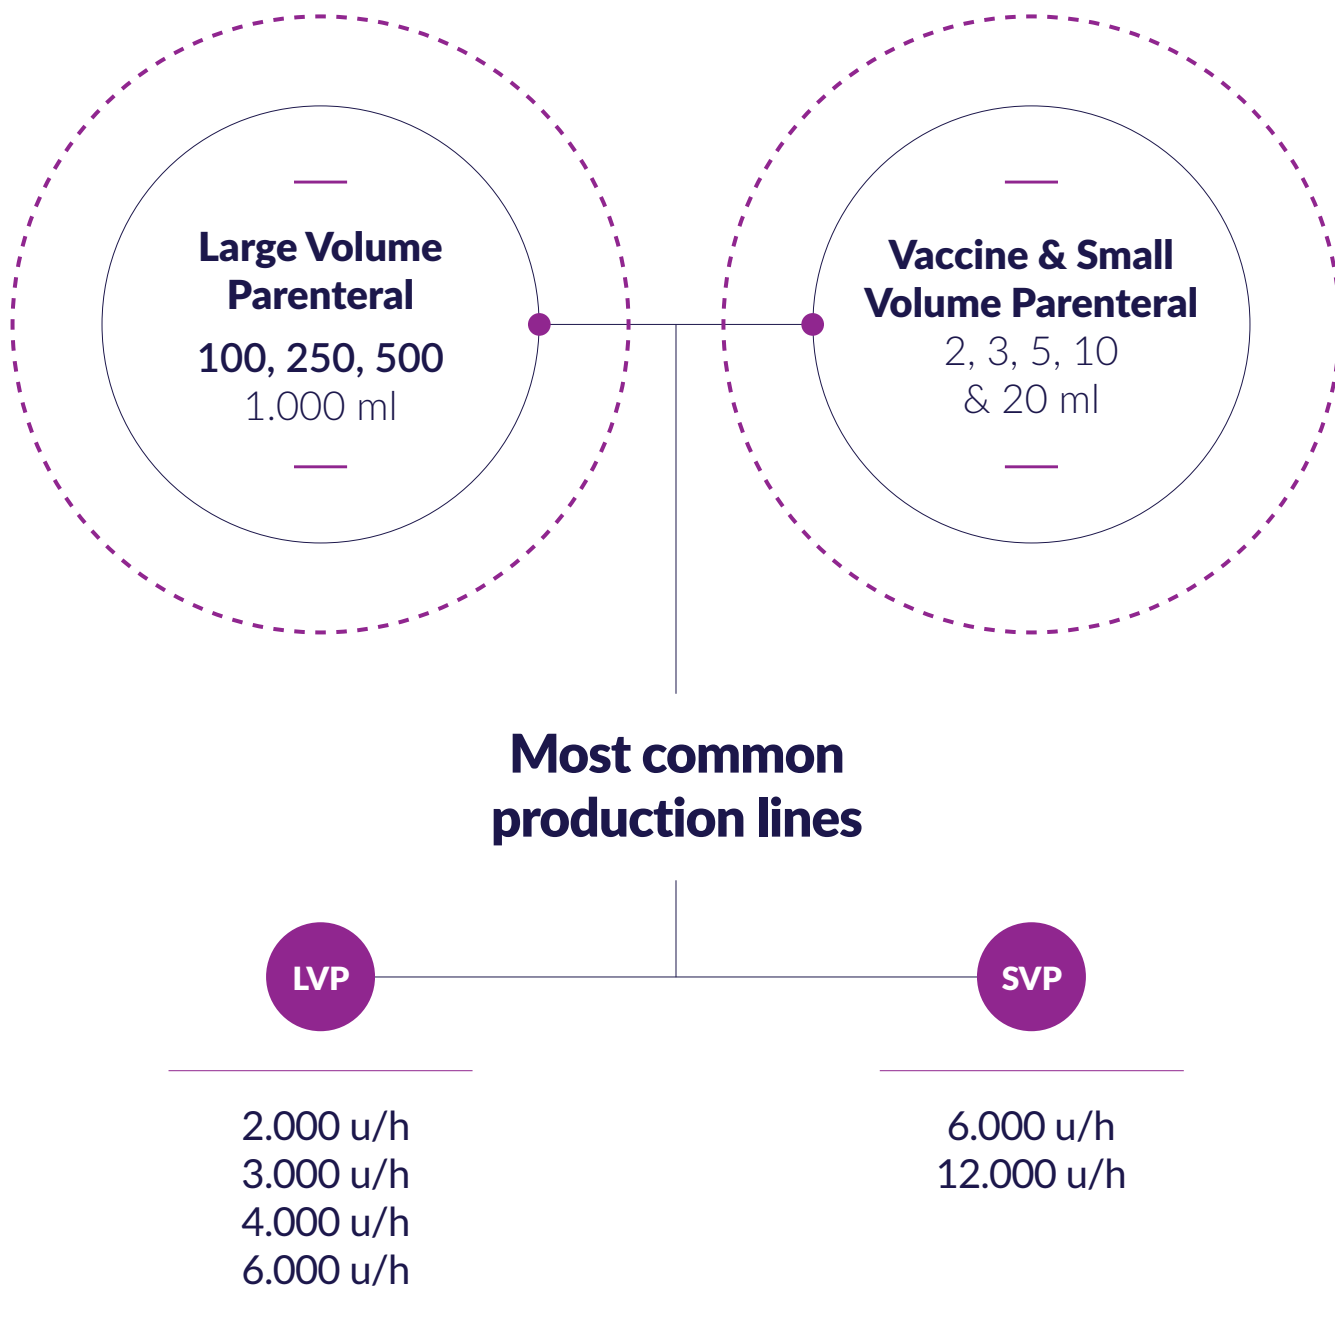 Large Volume
Parenteral
100, 250, 500
1.000 ml
Vaccine & Small
Volume Parenteral
2, 3, 5, 10
& 20 ml
Most common
production lines
LVP
2.000 u/h
3.000 u/h
4.000 u/h
6.000 u/h
SVP
6.000 u/h
12.000 u/h